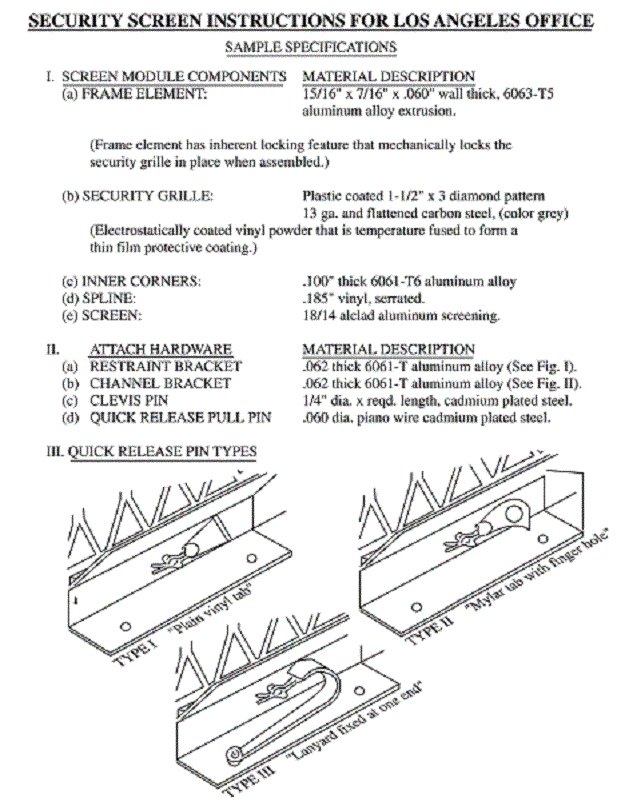 SECURITY SCREEN INSTRUCTIONS FOR LOS ANGELES OFFICE
SAMPLE SPECIFICATIONS
I. SCREEN MODULE COMPONENTS MATERIAL DESCRIPTION
(a) FRAME ELEMENT: 15/16" x 7/16" x .060" wall thick, 6063-T5
aluminum alloy extrusion.
(Frame element has inherent locking feature that mechanically locks the
security grille in place when assembled.)
(b) SECURITY GRILLE: Plastic coated 1-1/2" x 3 diamond pattern
13 ga. and flattened carbon steel, (color grey)
(Electrostatically coated vinyl powder that is temperature fused to form a
thin film protective coating.)
(c) INNER CORNERS: .100" thick 6061-T6 aluminum alloy
(d) SPLINE: .185" vinyl, serrated.
(e) SCREEN: 18/14 alclad aluminum screening.
II. ATTACH HARDWARE MATERIAL DESCRIPTION
(a) RESTRAINT BRACKET .062 thick 6061-T aluminum alloy (See Fig. I).
(b) CHANNEL BRACKET .062 thick 6061-T aluminum alloy (See Fig. II).
(c) CLEVIS PIN 1/4" dia. x reqd. length, cadmium plated steel.
(d) QUICK RELEASE PULL PIN .060 dia. piano wire cadmium plated steel.
III. QUICK RELEASE PIN TYPES
TYPE I "Plain vinyl tab"
TYPE II "Mylar tab with finger hole"
TYPE III "Lanyard fixed at one end"